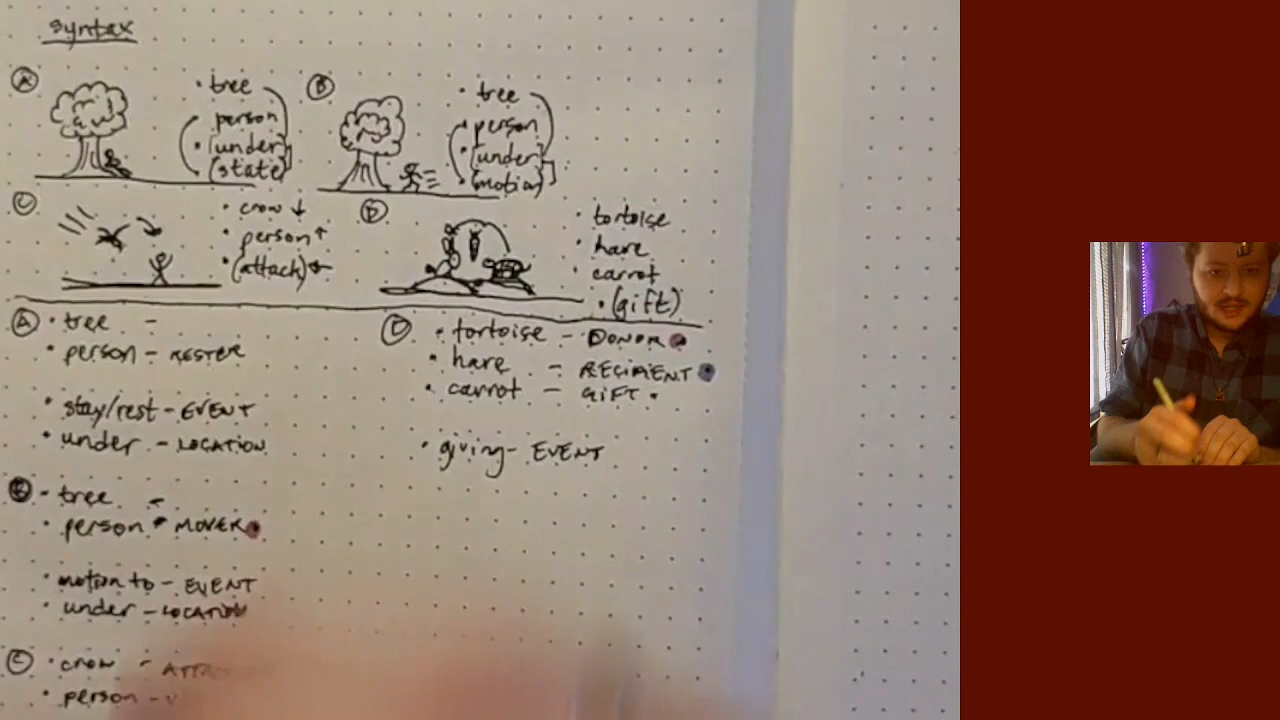 syntax
A
• tree
person
• (under)
(state)
B
• tree
• person
• (under)
• (motion)
C
• crow ↓
• person ↑
• (attack)
D
• tortoise
• hare
• carrot
• (gift)
A • tree -
• person - RESTER
• stay/rest - EVENT
• under - LOCATION
B - tree -
• person - MOVER
• motion to - EVENT
• under - LOCATION
C • crow -
• person -
D • tortoise - DONOR
• hare - RECIPIENT
• carrot - GIFT
• giving - EVENT